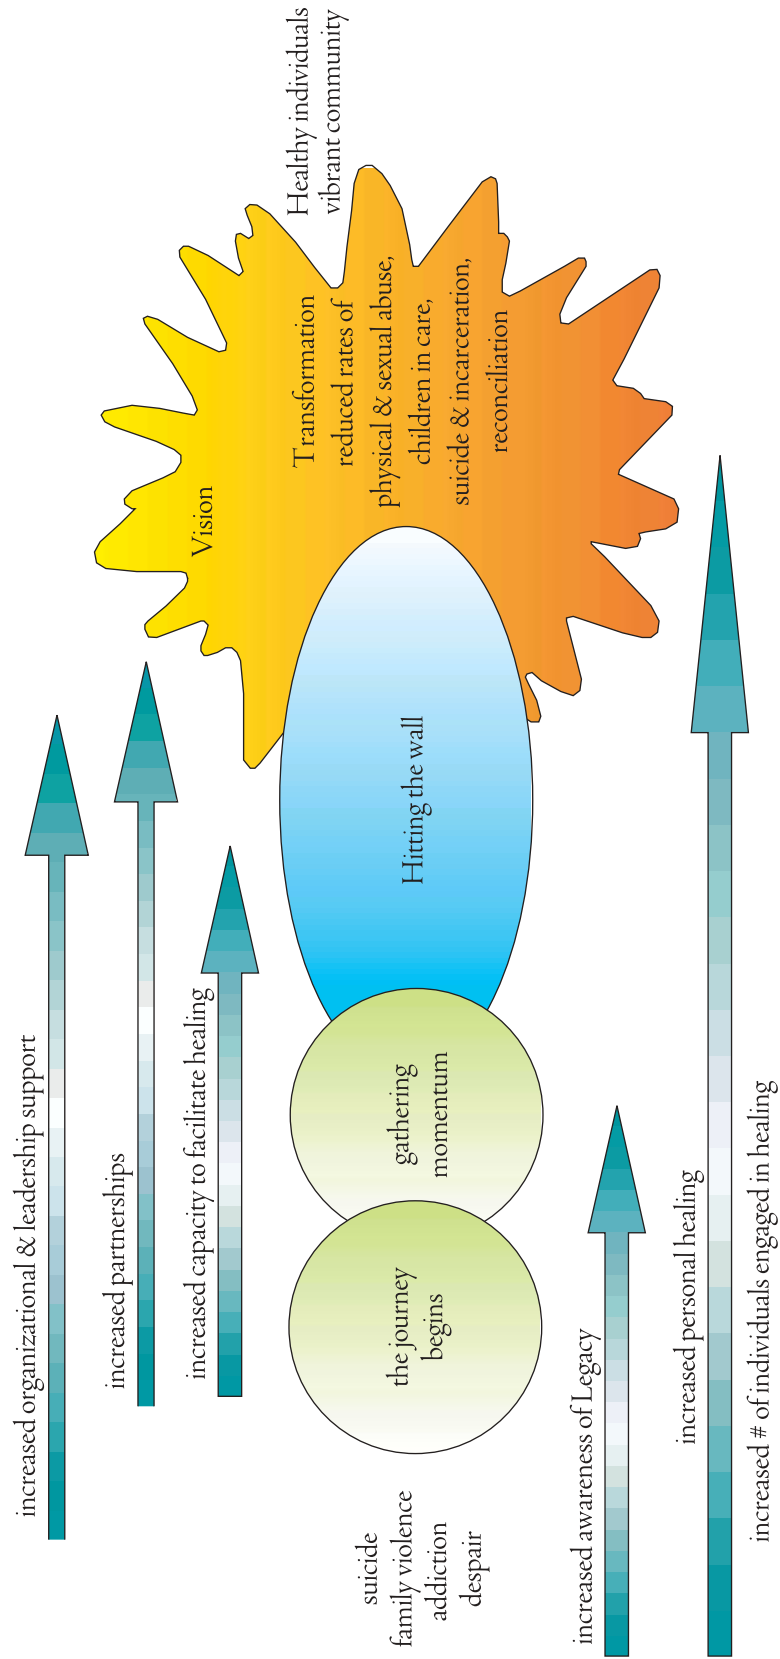 increased organizational & leadership support
increased partnerships
increased capacity to facilitate healing
suicide
family violence
addiction
despair
the journey
begins
gathering
momentum
Hitting the wall
Vision
Transformation
reduced rates of
physical & sexual abuse,
children in care,
suicide & incarceration,
reconciliation
Healthy individuals
vibrant community
increased awareness of Legacy
increased personal healing
increased # of individuals engaged in healing